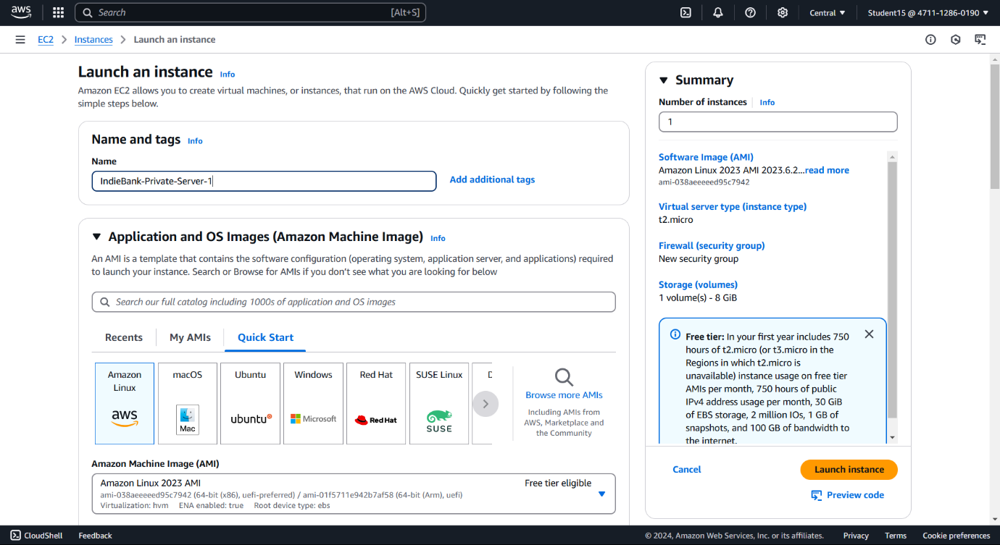 aws
Search
[Alt+S]
Central
Student15 @ 4711-1286-0190
EC2
Instances
Launch an instance
Launch an instance Info
Amazon EC2 allows you to create virtual machines, or instances, that run on the AWS Cloud. Quickly get started by following the
simple steps below.
Name and tags Info
Name
IndieBank-Private-Server-1
Add additional tags
Application and OS Images (Amazon Machine Image) Info
An AMI is a template that contains the software configuration (operating system, application server, and applications) required
to launch your instance. Search or Browse for AMIs if you don’t see what you are looking for below
Search our full catalog including 1000s of application and OS images
Recents
My AMIs
Quick Start
Amazon
Linux
aws
macOS
Mac
Ubuntu
ubuntu
Windows
Microsoft
Red Hat
Red Hat
SUSE Linux
SUSE
Browse more AMIs
Including AMIs from
AWS, Marketplace and
the Community
Amazon Machine Image (AMI)
Amazon Linux 2023 AMI
Free tier eligible
ami-038aeeeed95c7942 (64-bit (x86), uefi-preferred) / ami-01f5711e942b7af58 (64-bit (Arm), uefi)
Virtualization: hvm ENA enabled: true Root device type: ebs
Summary
Number of instances Info
1
Software Image (AMI)
Amazon Linux 2023 AMI 2023.6.2...read more
ami-038aeeeed95c7942
Virtual server type (instance type)
t2.micro
Firewall (security group)
New security group
Storage (volumes)
1 volume(s) - 8 GiB
Free tier: In your first year includes 750
hours of t2.micro (or t3.micro in the
Regions in which t2.micro is
unavailable) instance usage on free tier
AMIs per month, 750 hours of public
IPv4 address usage per month, 30 GiB
of EBS storage, 2 million IOs, 1 GB of
snapshots, and 100 GB of bandwidth to
the internet.
Cancel
Launch instance
Preview code
CloudShell
Feedback
© 2024, Amazon Web Services, Inc. or its affiliates.
Privacy
Terms
Cookie preferences